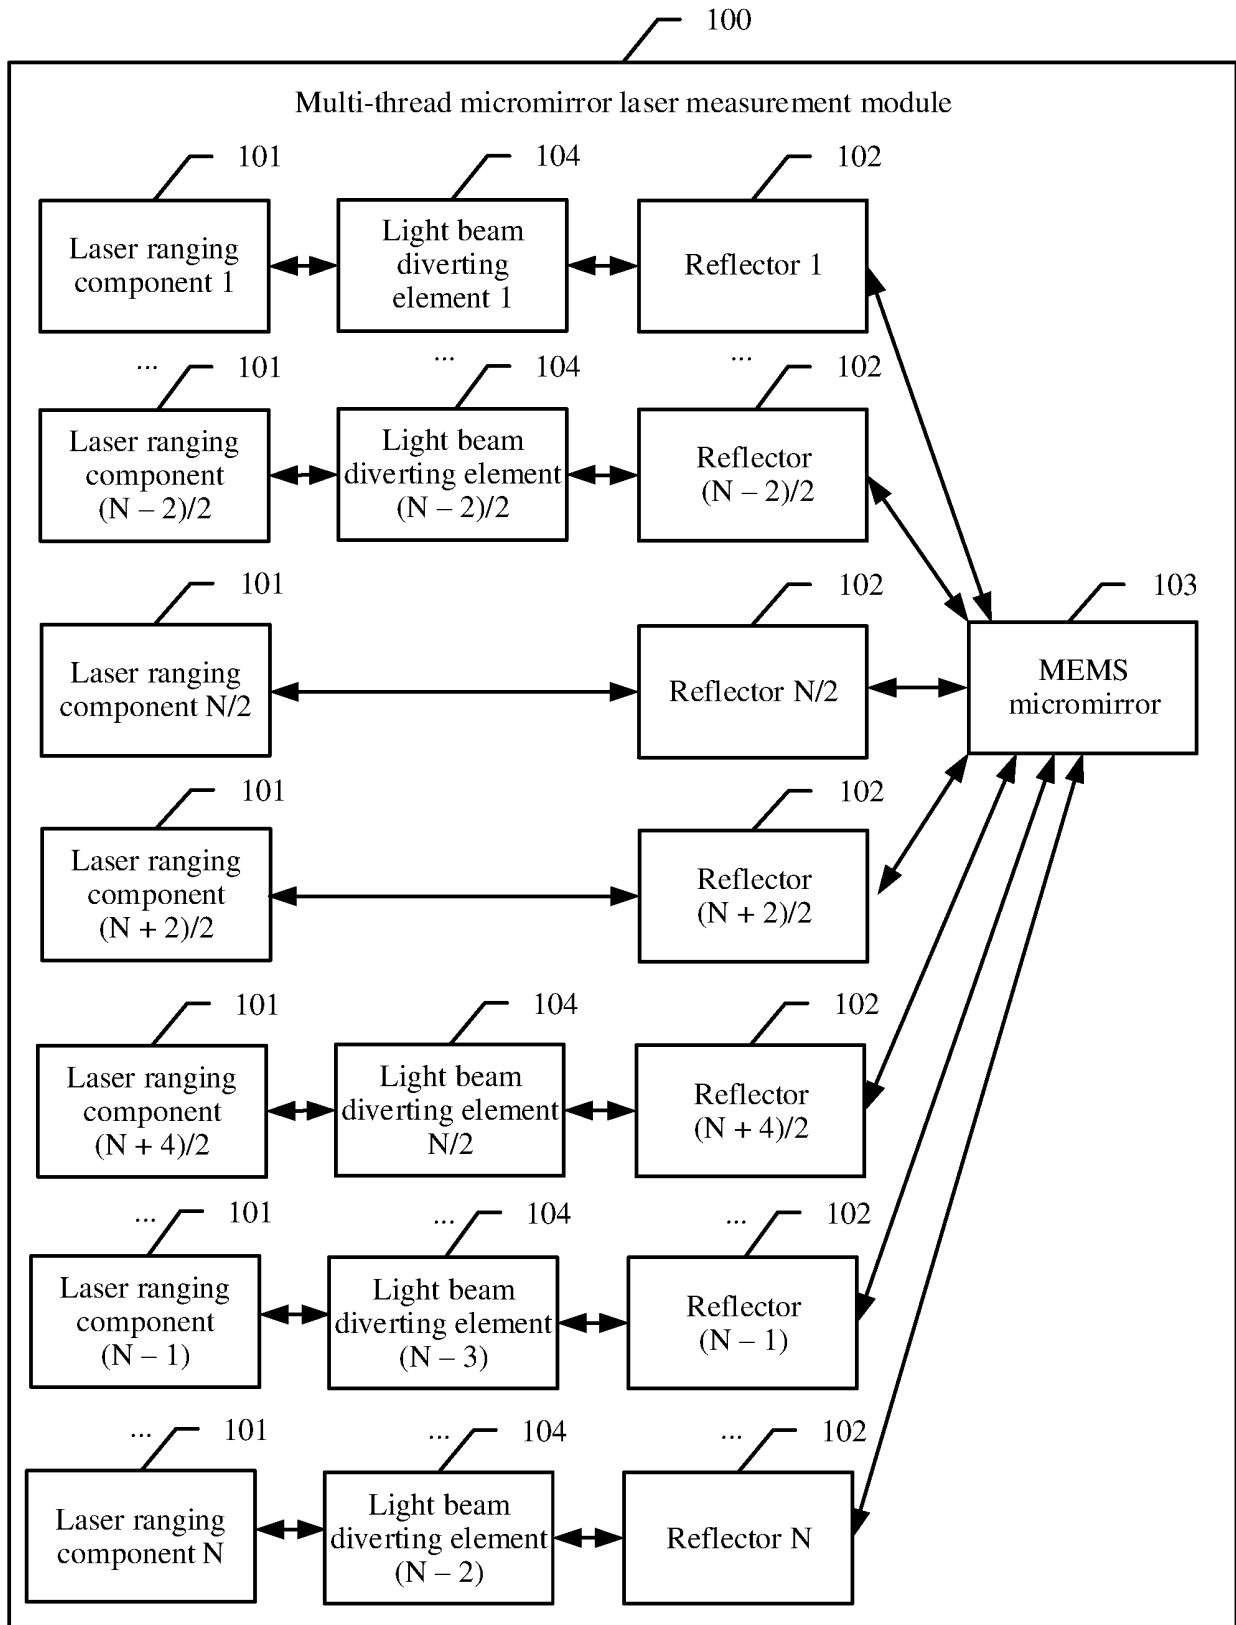 100
Multi-thread micromirror laser measurement module
101
104
102
Laser ranging
component 1
Light beam
diverting
element 1
Reflector 1
...
101
...
104
...
102
Laser ranging
component
(N – 2)/2
Light beam
diverting element
(N – 2)/2
Reflector
(N – 2)/2
101
102
103
Laser ranging
component N/2
Reflector N/2
MEMS
micromirror
101
102
Laser ranging
component
(N + 2)/2
Reflector
(N + 2)/2
101
104
102
Laser ranging
component
(N + 4)/2
Light beam
diverting element
N/2
Reflector
(N + 4)/2
...
101
...
104
...
102
Laser ranging
component
(N – 1)
Light beam
diverting element
(N – 3)
Reflector
(N – 1)
...
101
...
104
...
102
Laser ranging
component N
Light beam
diverting element
(N – 2)
Reflector N